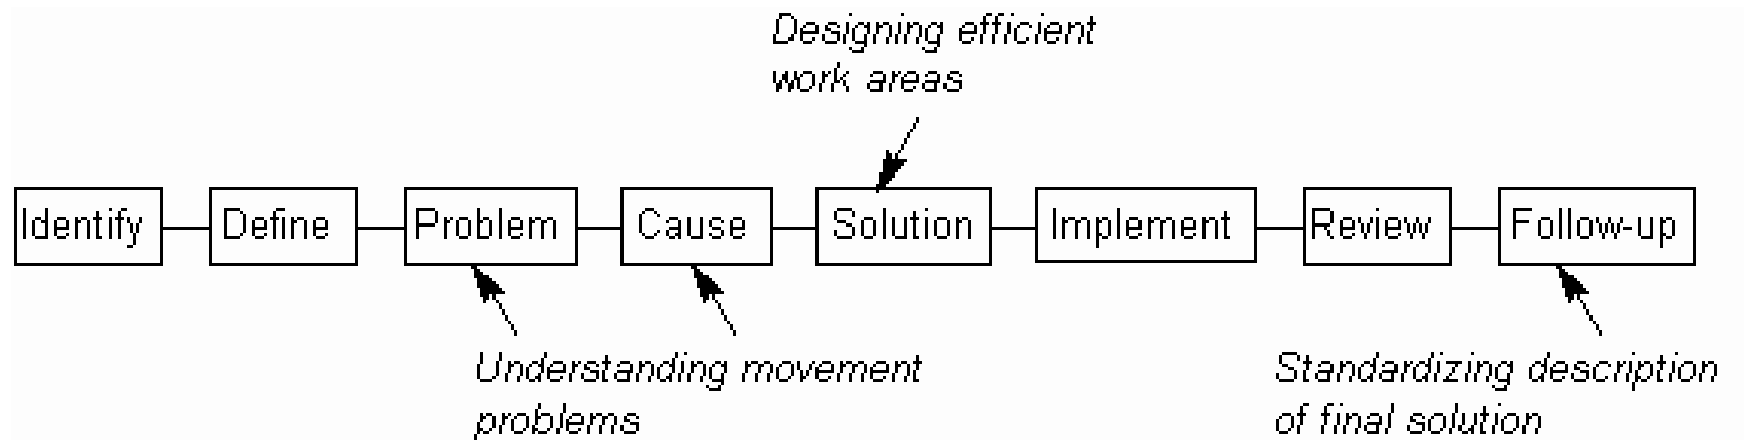 Designing efficient
work areas
Identify Define Problem Cause Solution Implement Review Follow-up
Understanding movement
problems
Standardizing description
of final solution